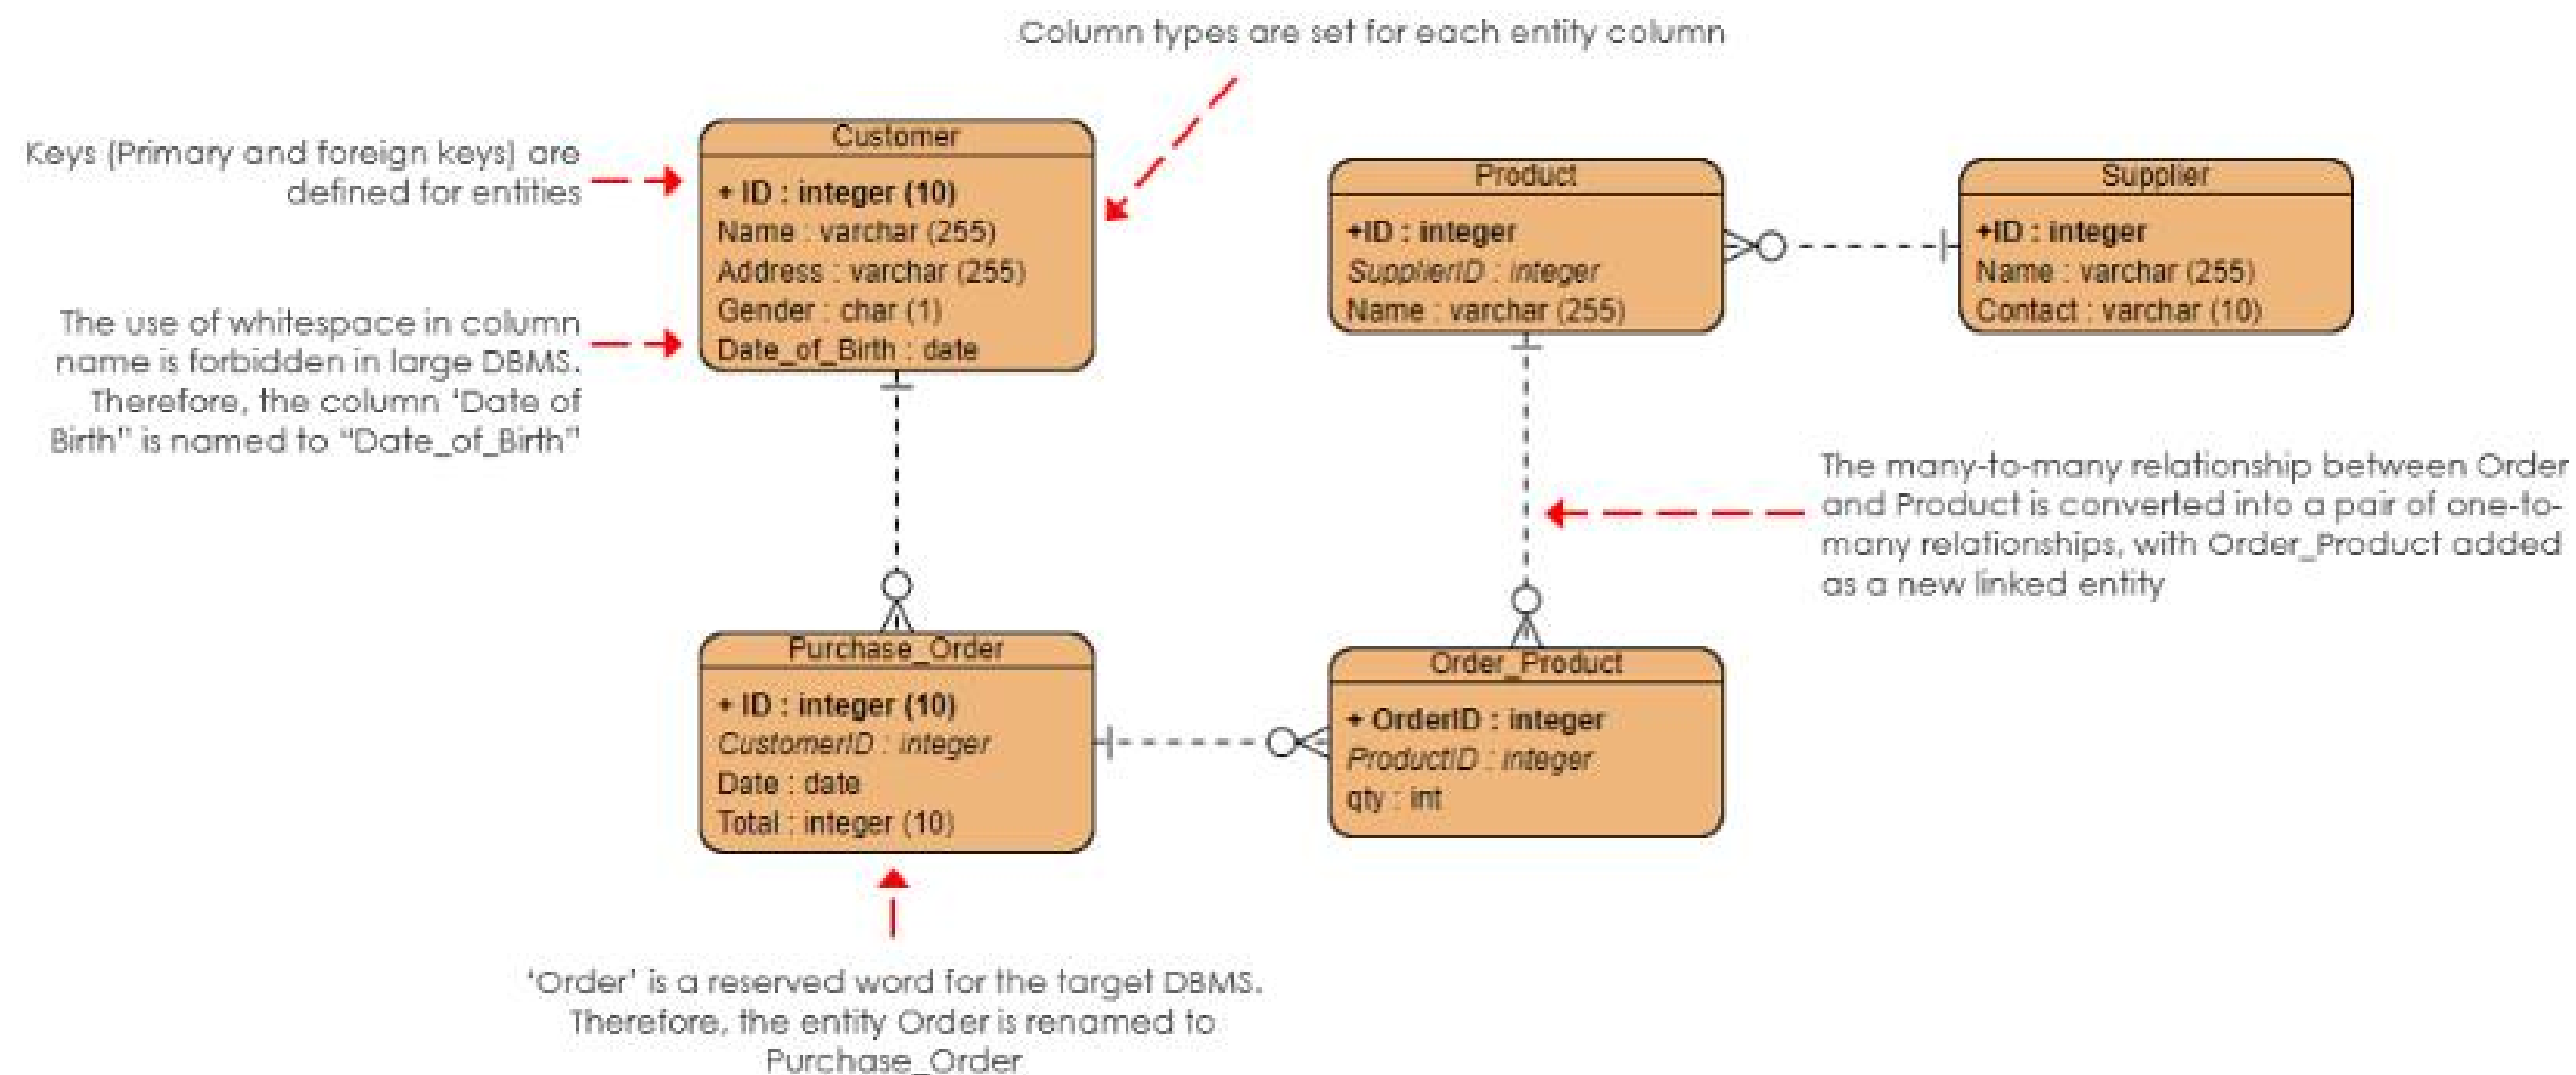 Column types are set for each entity column
Keys (Primary and foreign keys) are
defined for entities
The use of whitespace in column
name is forbidden in large DBMS.
Therefore, the column ‘Date of
Birth” is named to “Date_of_Birth”
Customer
+ ID : integer (10)
Name : varchar (255)
Address : varchar (255)
Gender : char (1)
Date_of_Birth : date
Product
+ID : integer
SupplierID : integer
Name : varchar (255)
Supplier
+ID : integer
Name : varchar (255)
Contact : varchar (10)
The many-to-many relationship between Order
and Product is converted into a pair of one-to-
many relationships, with Order_Product added
as a new linked entity
Purchase_Order
+ ID : integer (10)
CustomerID : integer
Date : date
Total : integer (10)
Order_Product
+ OrderID : integer
ProductID : integer
qty : int
‘Order’ is a reserved word for the target DBMS.
Therefore, the entity Order is renamed to
Purchase_Order